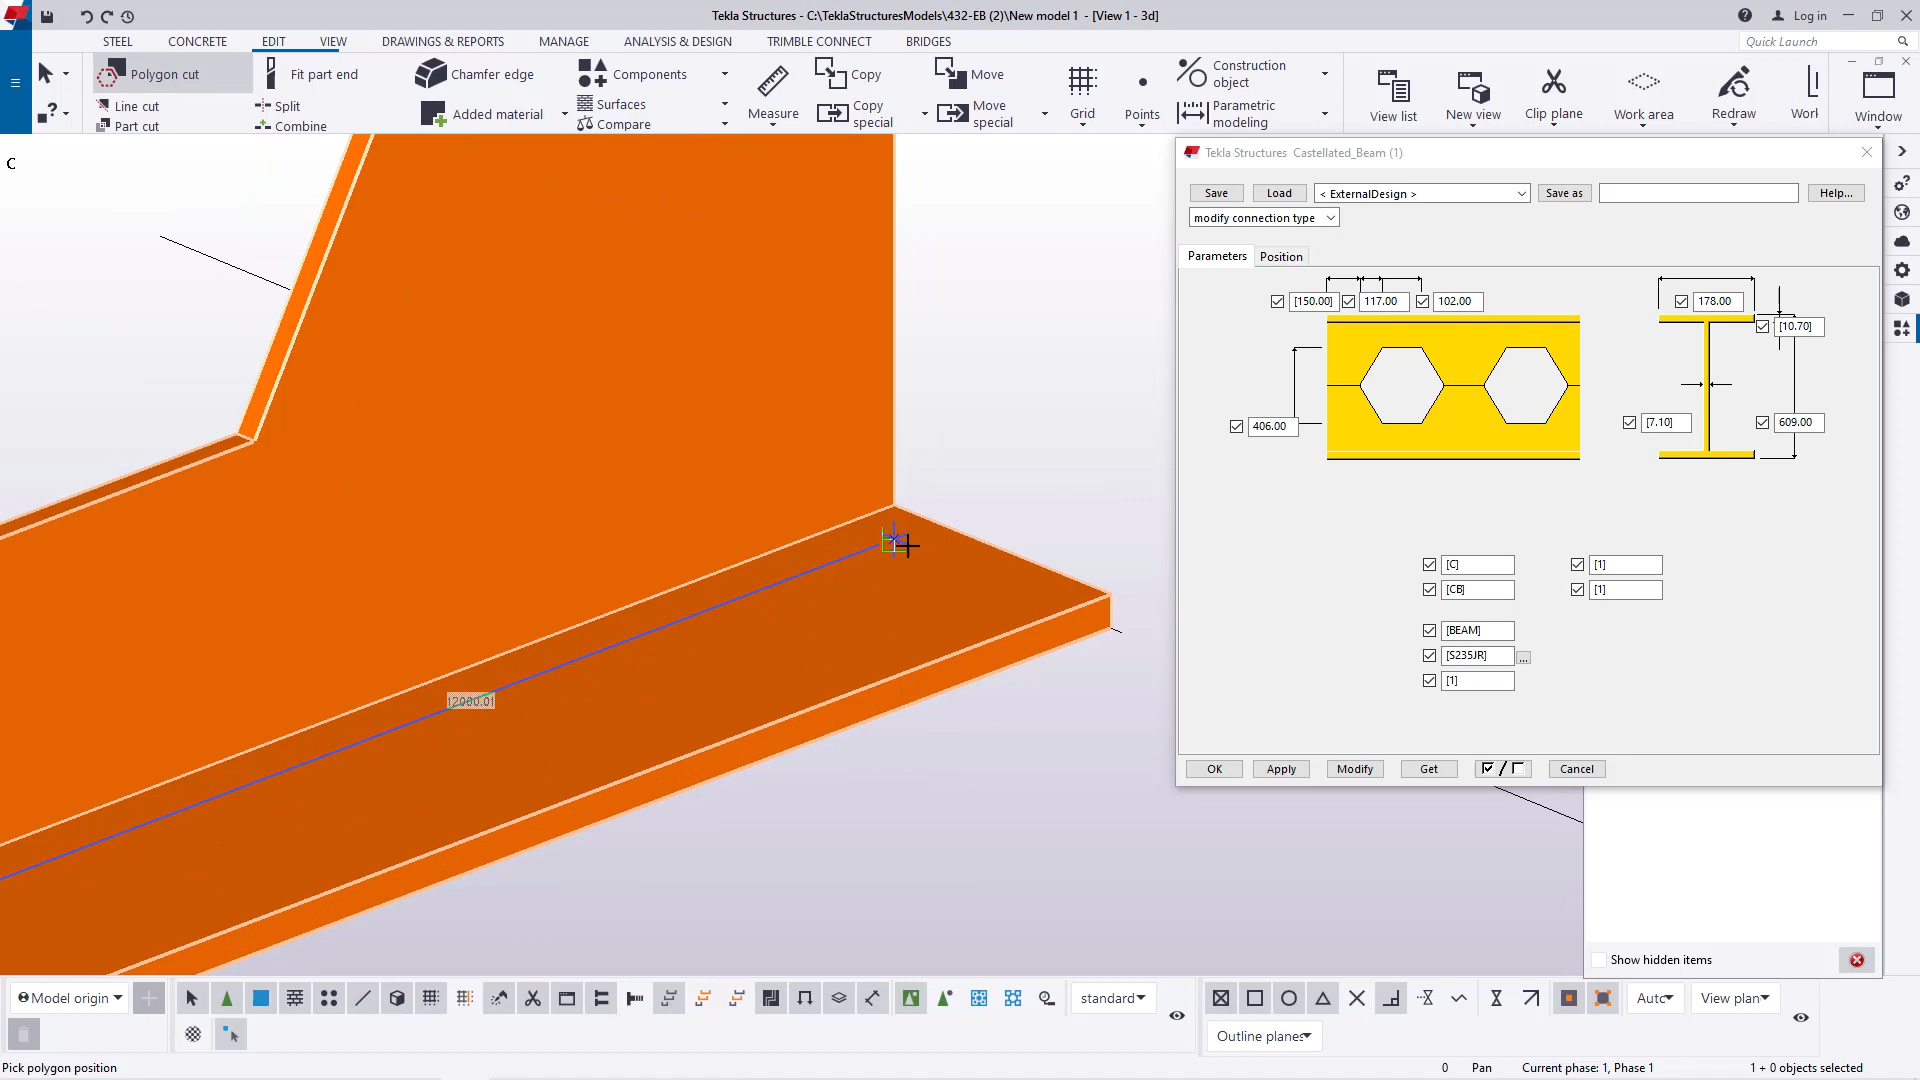 Tekla Structures - C:\TeklaStructuresModels\432-EB (2)\New model 1 - [View 1 - 3d]
Log in
STEEL CONCRETE EDIT VIEW DRAWINGS & REPORTS MANAGE ANALYSIS & DESIGN TRIMBLE CONNECT BRIDGES
Quick Launch
Polygon cut
Line cut
Part cut
Fit part end
Split
Combine
Chamfer edge
Added material
Components
Surfaces
Compare
Measure
Copy
Copy special
Move
Move special
Grid
Points
Construction object
Parametric modeling
View list
New view
Clip plane
Work area
Redraw
Work
Window
C
12000.01
Tekla Structures Castellated_Beam (1)
Save Load < ExternalDesign > Save as Help...
modify connection type
Parameters Position
[150.00] 117.00 102.00 178.00
[10.70]
406.00 [7.10] 609.00
[C] [1]
[CB] [1]
[BEAM]
[S235JR] ...
[1]
OK Apply Modify Get / Cancel
Show hidden items
Model origin
standard
Auto
View plan
Outline planes
Pick polygon position
0 Pan Current phase: 1, Phase 1 1 + 0 objects selected